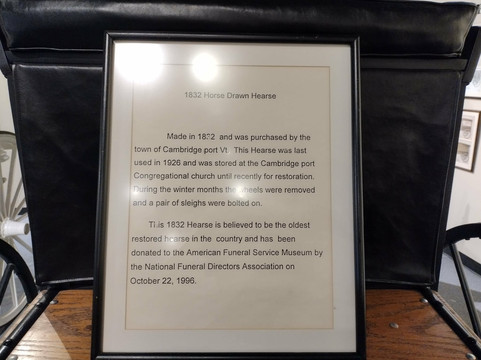 1832 Horse Drawn Hearse
Made in 1832 and was purchased by the
town of Cambridge port Vt. This Hearse was last
used in 1926 and was stored at the Cambridge port
Congregational church until recently for restoration.
During the winter months the wheels were removed
and a pair of sleighs were bolted on.
This 1832 Hearse is believed to be the oldest
restored hearse in the country and has been
donated to the American Funeral Service Museum by
the National Funeral Directors Association on
October 22, 1996.